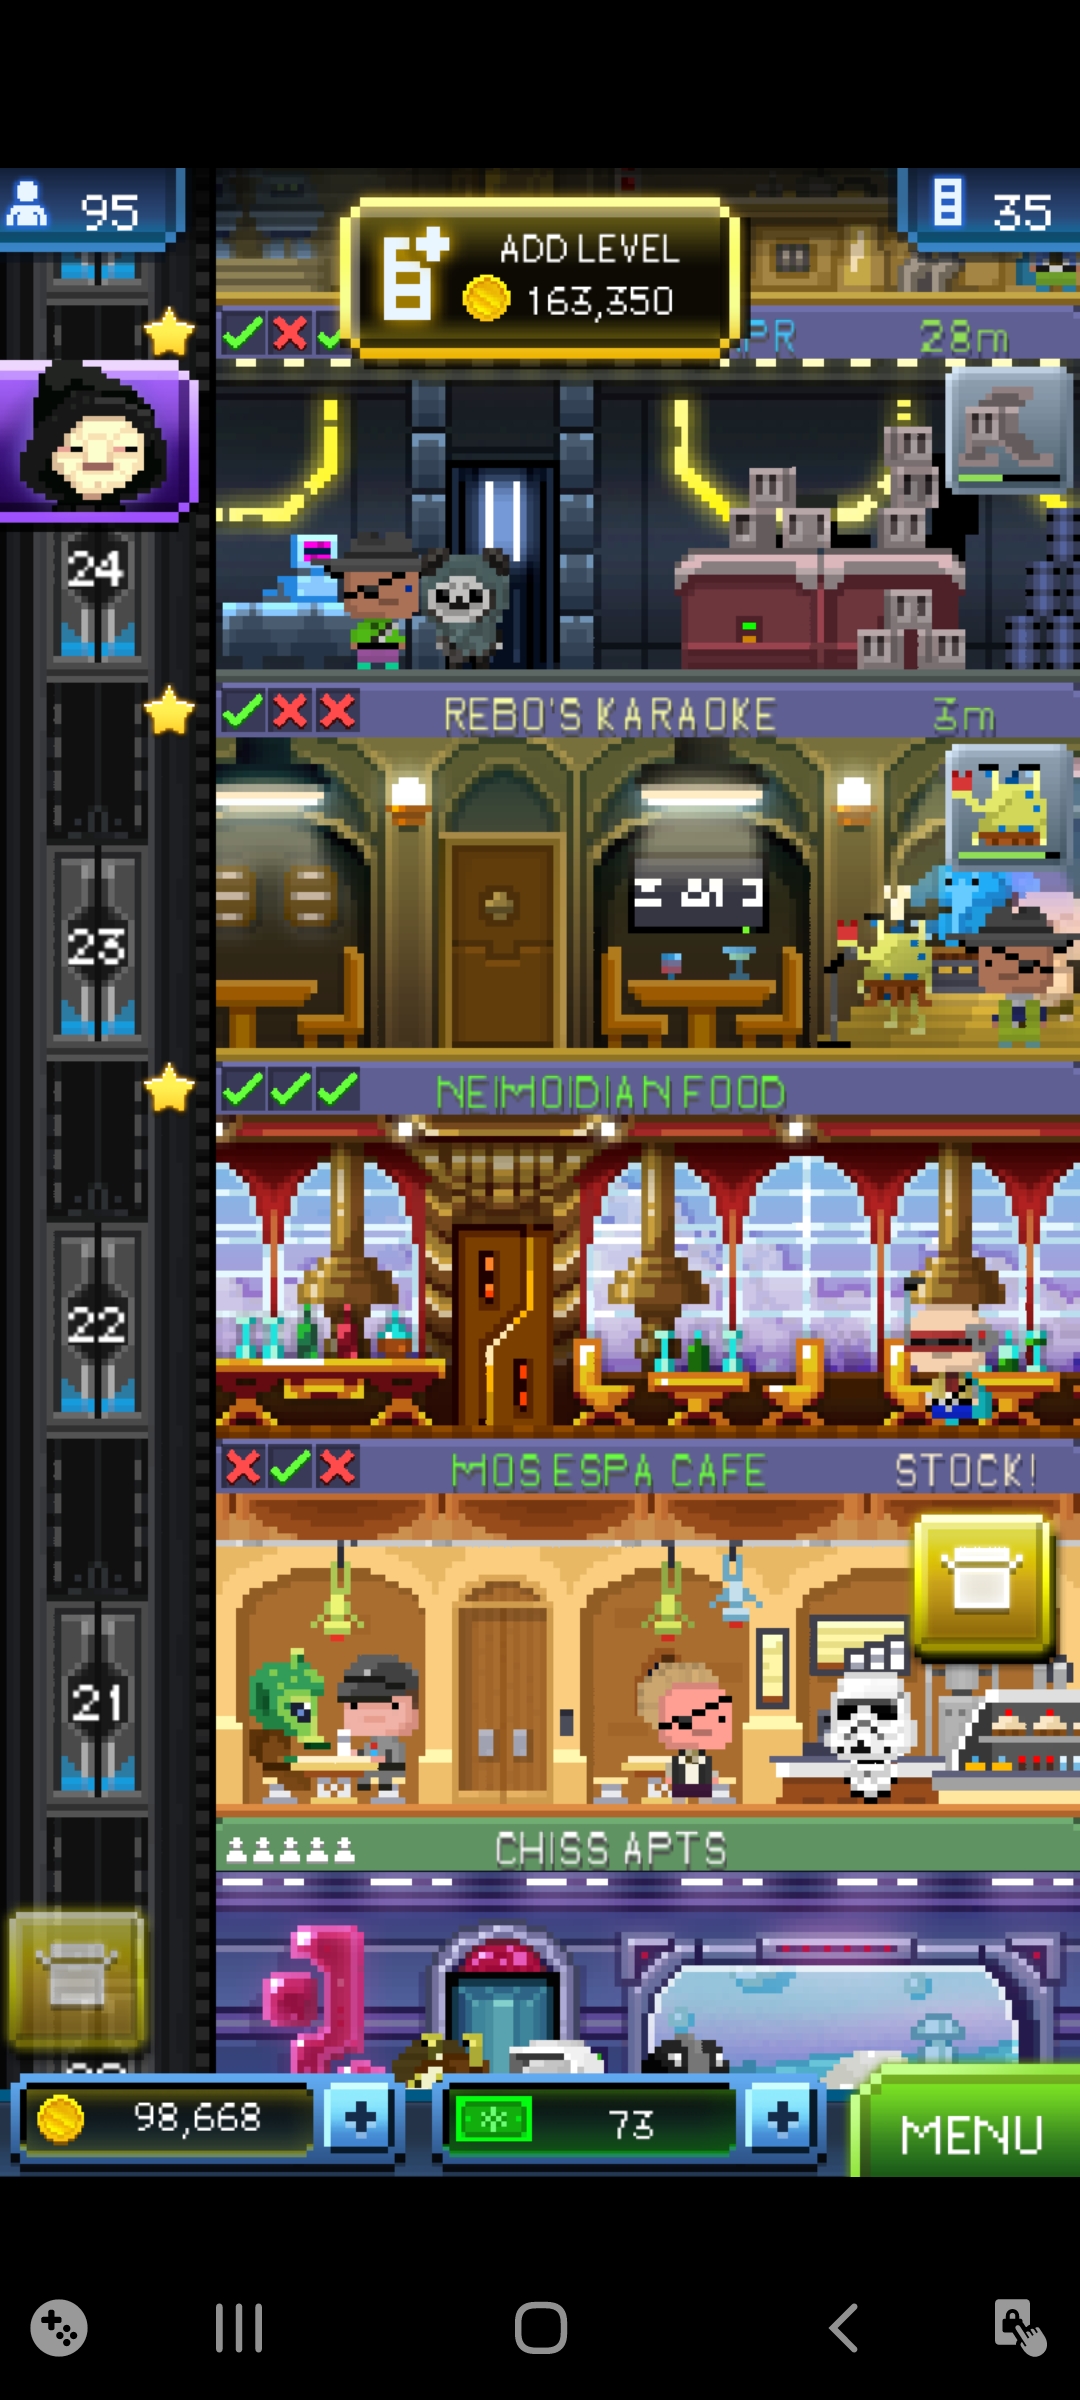 95
ADD LEVEL
163,350
35
PR
28m
24
REBO'S KARAOKE
3m
23
NEIMOIDIAN FOOD
22
MOS ESPA CAFE
STOCK!
21
CHISS APTS
98,668
73
MENU